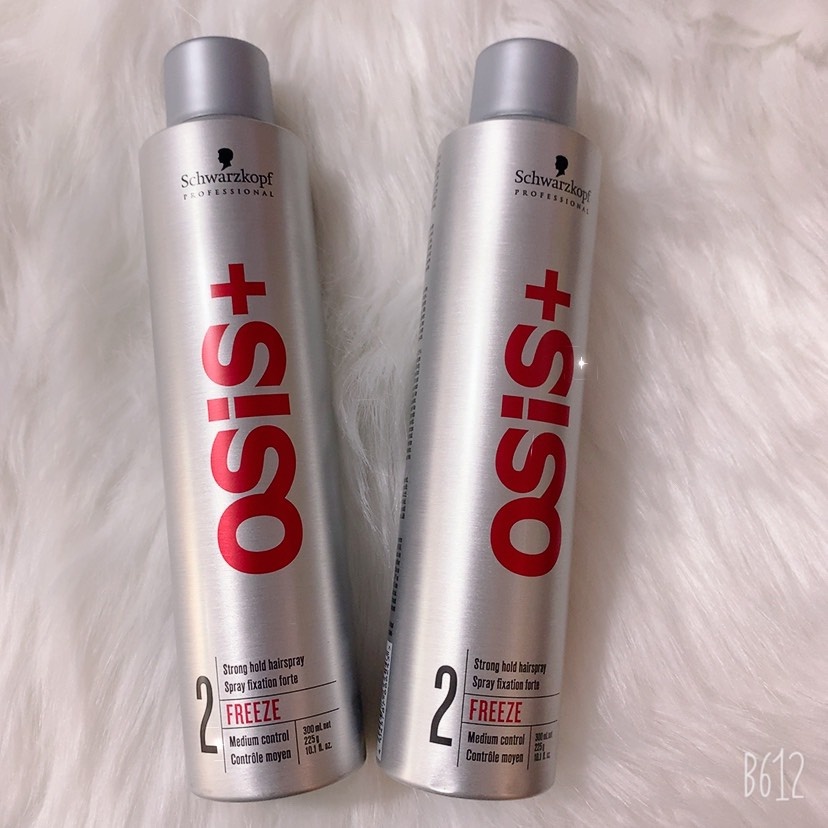 Schwarzkopf
PROFESSIONAL
OSiS+
2
Strong hold hairspray
Spray fixation forte
FREEZE
Medium control
Contrôle moyen
300 mL net
225 g
10.1 fl. oz.
Schwarzkopf
PROFESSIONAL
OSiS+
2
Strong hold hairspray
Spray fixation forte
FREEZE
Medium control
Contrôle moyen
300 mL net
225g
10.1 fl. oz.
B612